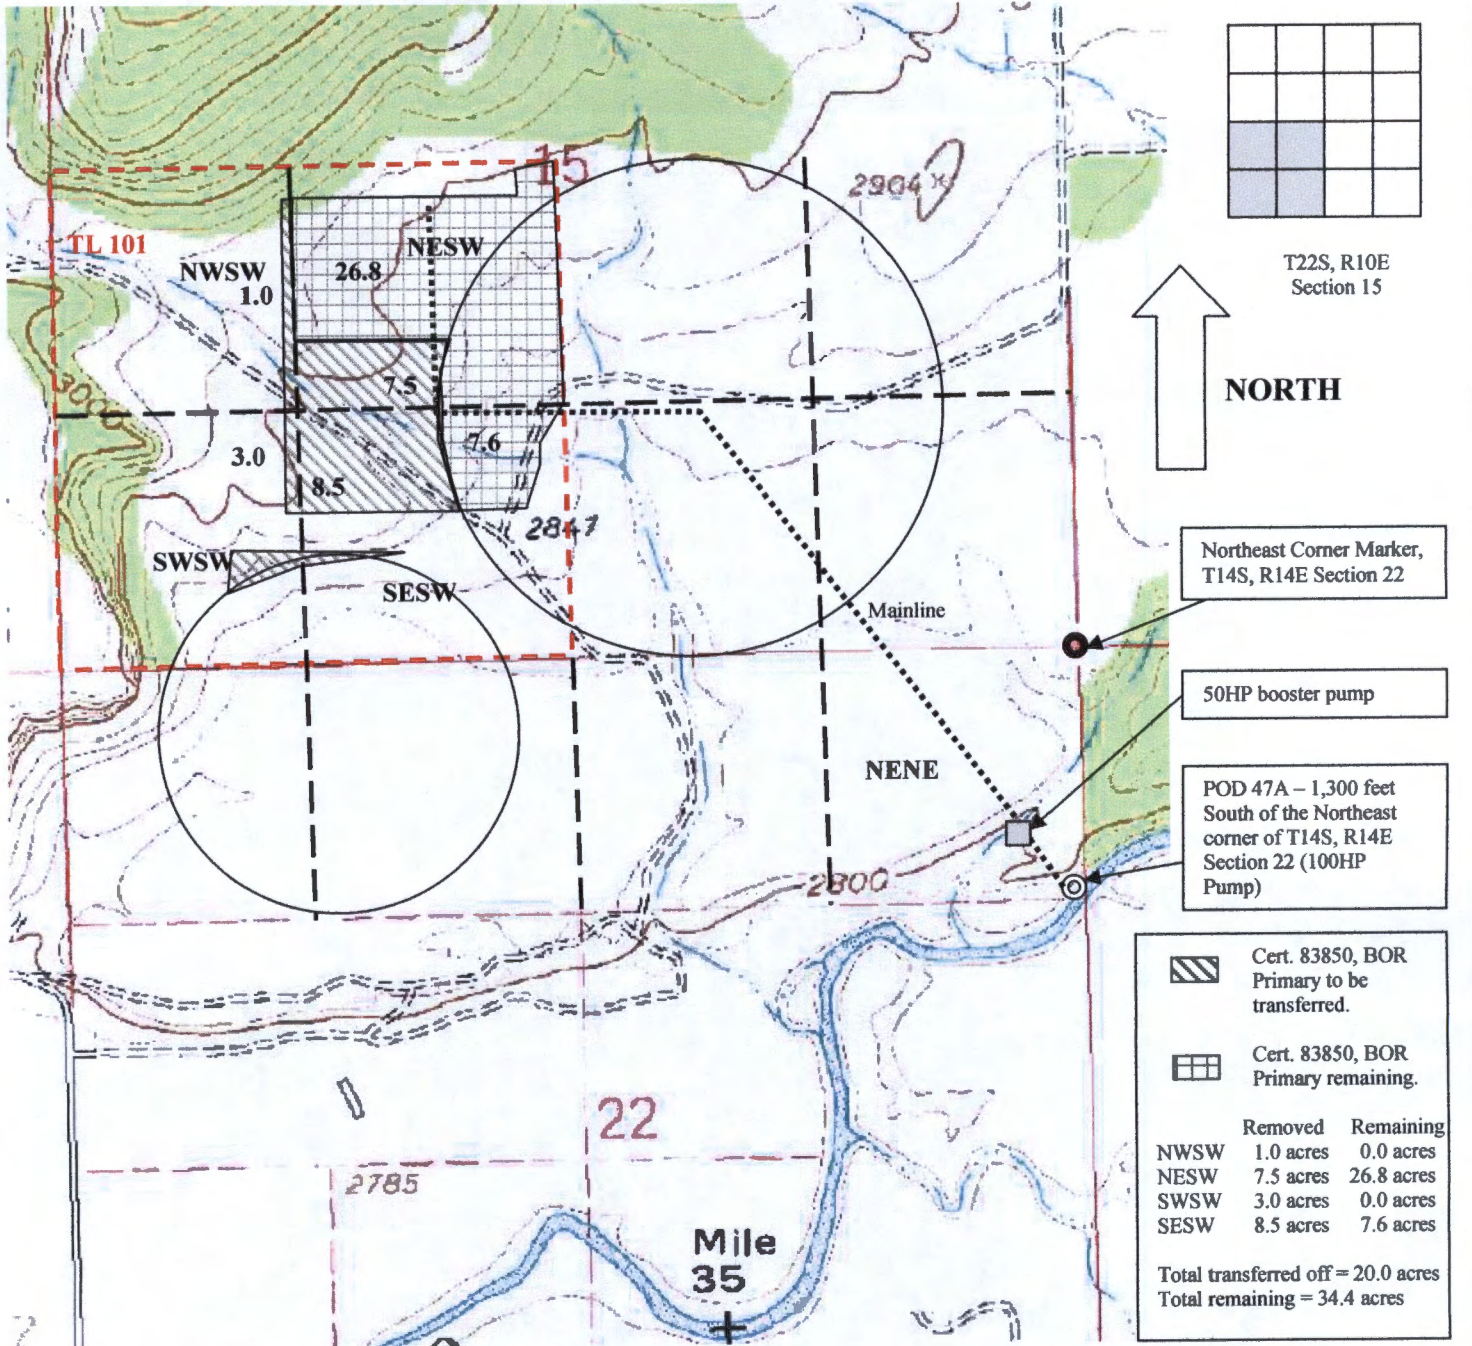 15
2904
TL 101
NWSW
1.0
NESW
26.8
7.5
3000
3.0
8.5
7.6
2847
SWSW
SESW
Mainline
NENE
2800
22
2785
Mile
35
T22S, R10E
Section 15
NORTH
Northeast Corner Marker,
T14S, R14E Section 22
50HP booster pump
POD 47A – 1,300 feet
South of the Northeast
corner of T14S, R14E
Section 22 (100HP
Pump)
Cert. 83850, BOR
Primary to be
transferred.
Cert. 83850, BOR
Primary remaining.
Removed Remaining
NWSW 1.0 acres 0.0 acres
NESW 7.5 acres 26.8 acres
SWSW 3.0 acres 0.0 acres
SESW 8.5 acres 7.6 acres
Total transferred off = 20.0 acres
Total remaining = 34.4 acres